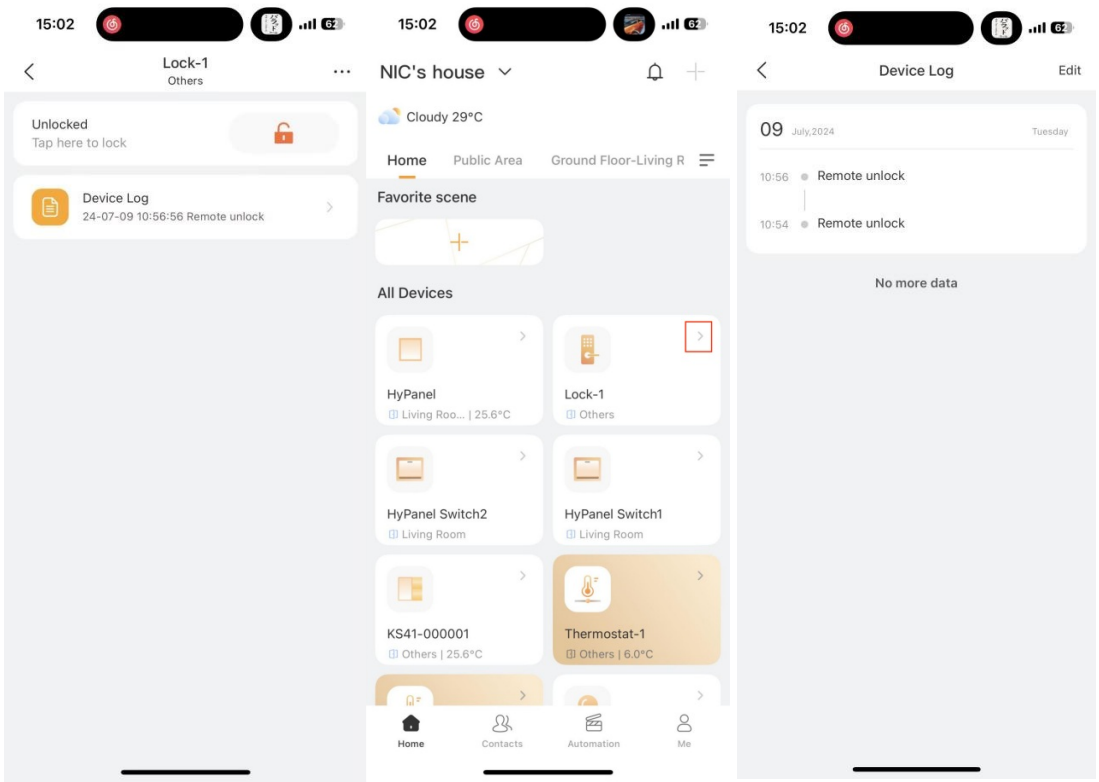 15:02
62
Lock-1
Others
Unlocked
Tap here to lock
Device Log
24-07-09 10:56:56 Remote unlock
15:02
62
NIC's house
Cloudy 29°C
Home Public Area Ground Floor-Living R
Favorite scene
All Devices
HyPanel
Living Roo... | 25.6°C
Lock-1
Others
HyPanel Switch2
Living Room
HyPanel Switch1
Living Room
KS41-000001
Others | 25.6°C
Thermostat-1
Others | 6.0°C
Home Contacts Automation Me
15:02
62
Device Log Edit
09 July,2024 Tuesday
10:56 Remote unlock
10:54 Remote unlock
No more data